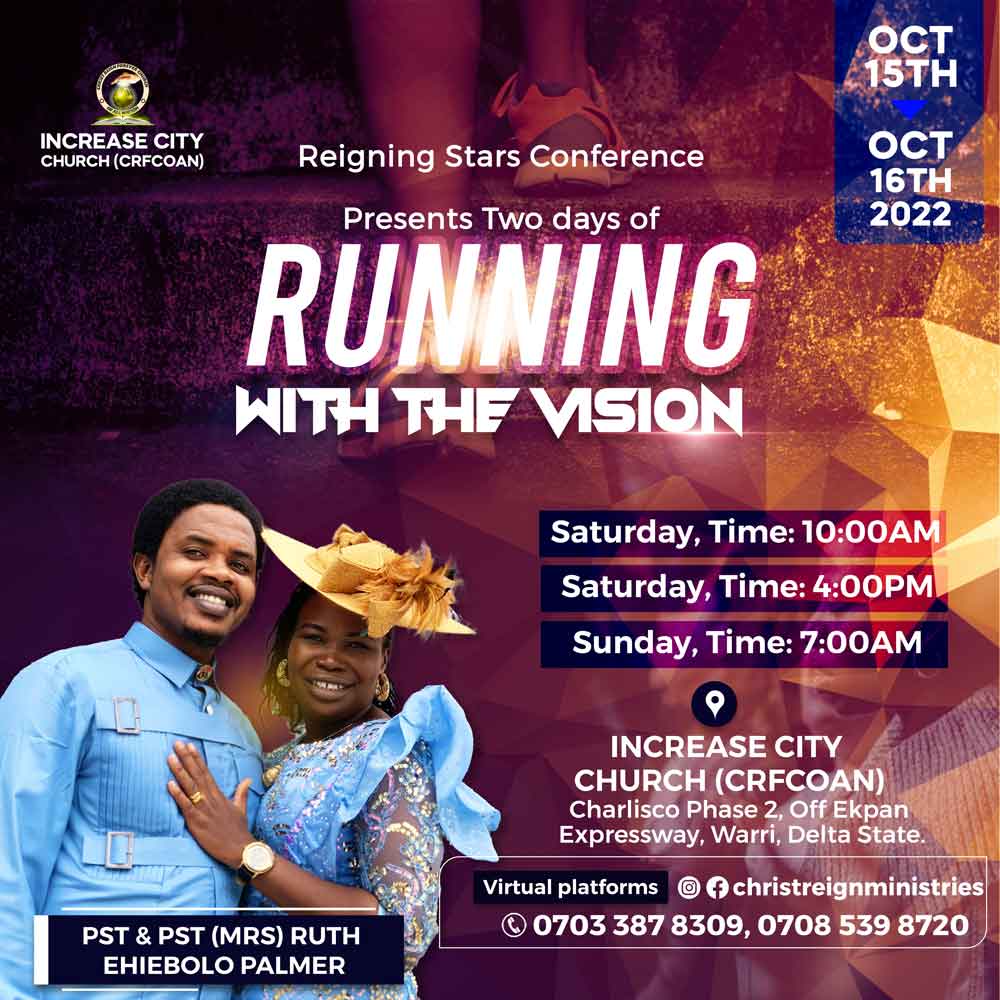 INCREASE CITY
CHURCH (CRFCOAN)
OCT
15TH
OCT
16TH
2022
Reigning Stars Conference
Presents Two days of
RUNNING
WITH THE VISION
Saturday, Time: 10:00AM
Saturday, Time: 4:00PM
Sunday, Time: 7:00AM
INCREASE CITY
CHURCH (CRFCOAN)
Charlisco Phase 2, Off Ekpan
Expressway, Warri, Delta State.
Virtual platforms christreignministries
0703 387 8309, 0708 539 8720
PST & PST (MRS) RUTH
EHIEBOLO PALMER